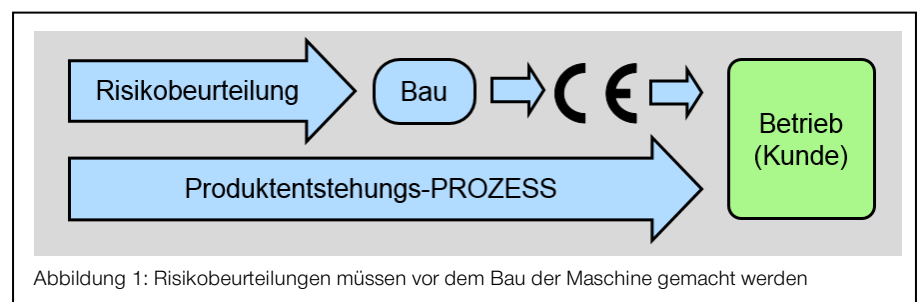 Risikobeurteilung
Bau
CE
Betrieb
(Kunde)
Produktentstehungs-PROZESS
Abbildung 1: Risikobeurteilungen müssen vor dem Bau der Maschine gemacht werden